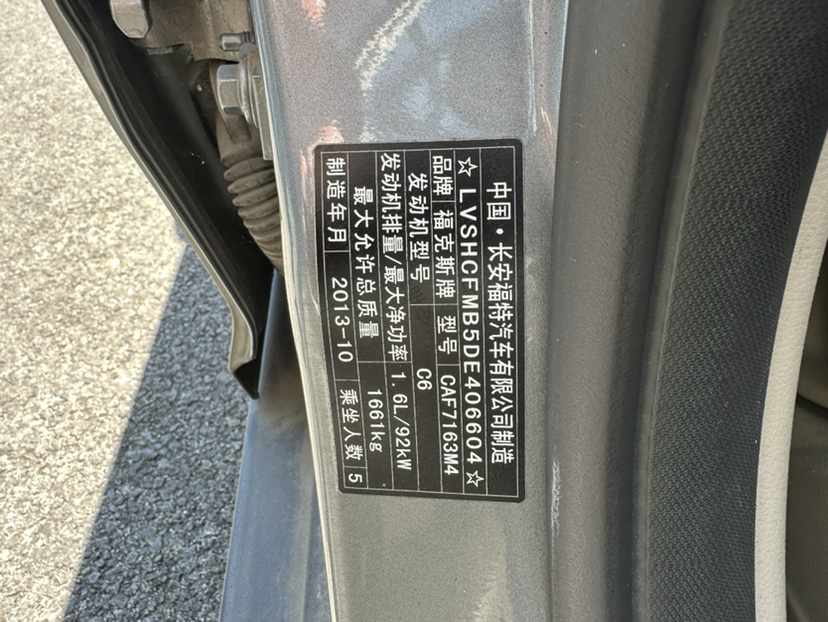 中国·长安福特汽车有限公司制造
☆LVSHCFMB5DE406604☆
品牌 福克斯牌 型号 CAF7163M4
发动机型号 C6
发动机排量/最大净功率 1.6L/92kW
最大允许总质量 1661kg
制造年月 2013-10 乘坐人数 5